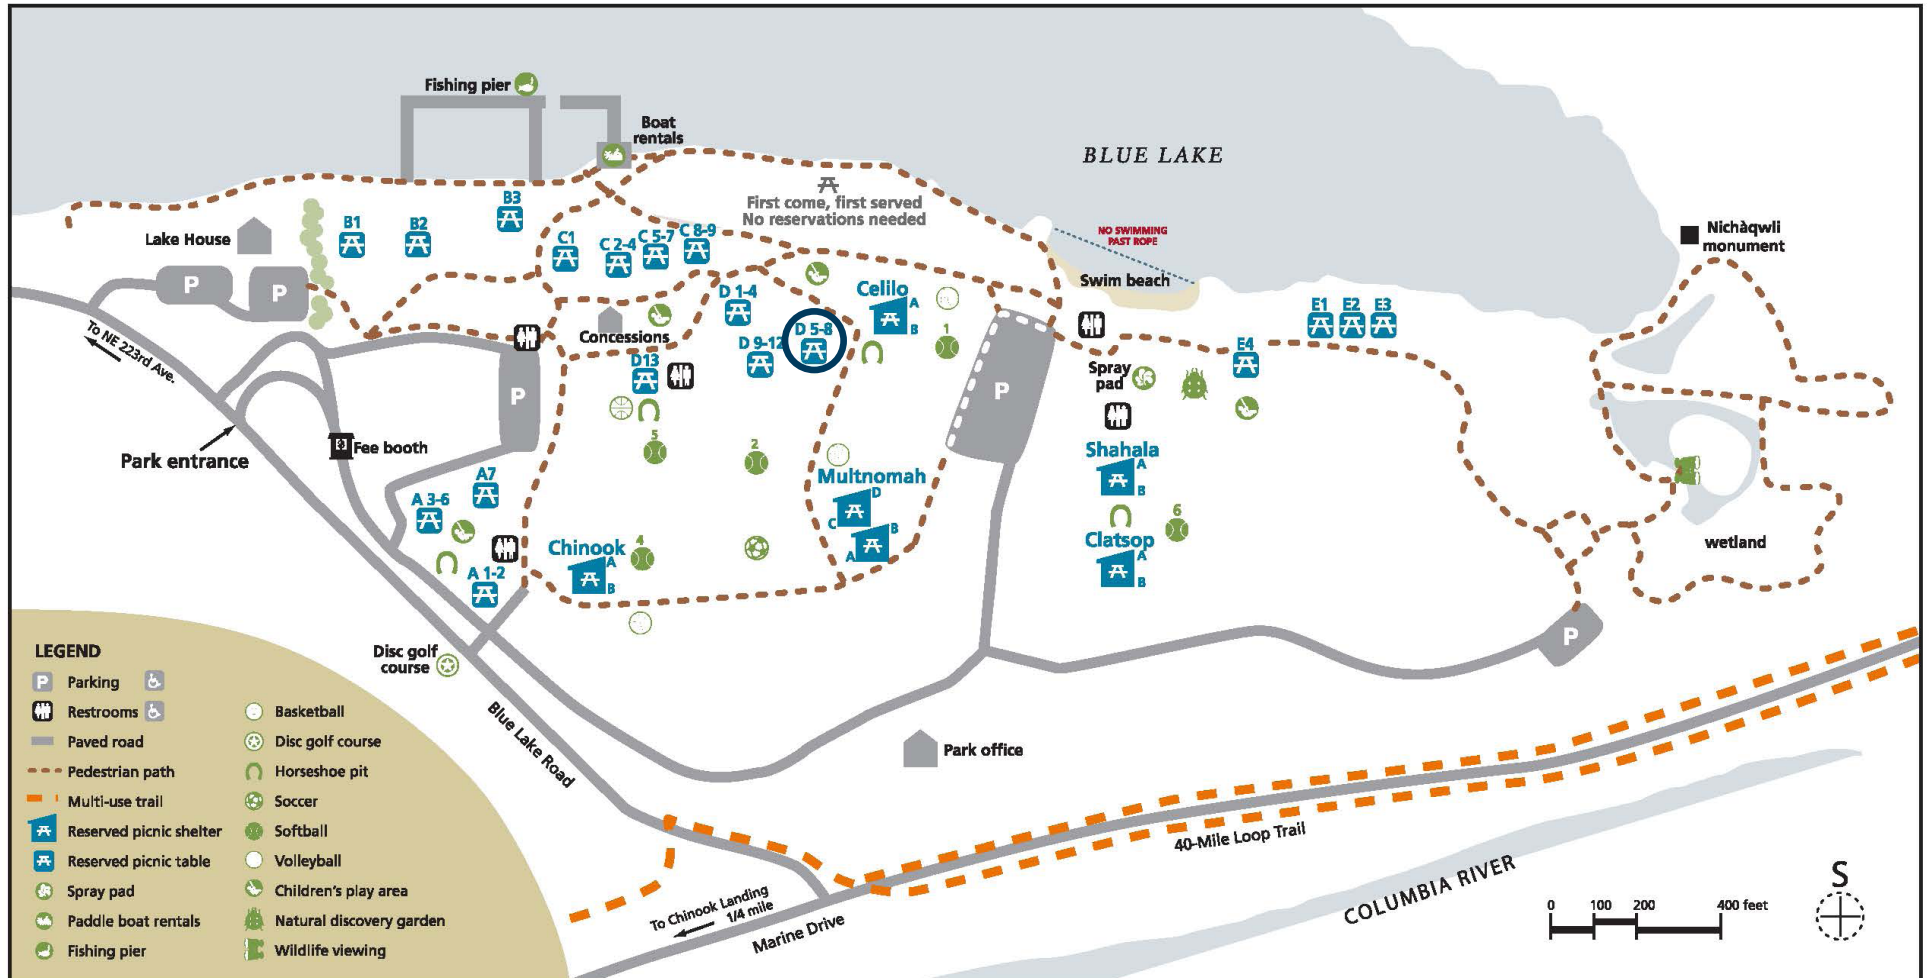 Fishing pier
Boat
rentals
BLUE LAKE
First come, first served
No reservations needed
NO SWIMMING
PAST ROPE
Swim beach
Nichàqwli
monument
Lake House
B1
B2
B3
C1
C 2-4
C 5-7
C 8-9
P
P
D 1-4
Celilo
A
B
1
E1
E2
E3
To NE 223rd Ave.
Concessions
D 5-8
D 9-12
D13
E4
Spray
pad
P
P
5
2
Park entrance
Fee booth
A7
A 3-6
Multnomah
D
C
B
A
Shahala
A
B
6
wetland
Chinook
A
B
4
A 1-2
Clatsop
A
B
P
Disc golf
course
Blue Lake Road
Park office
40-Mile Loop Trail
To Chinook Landing
1/4 mile
Marine Drive
COLUMBIA RIVER
0 100 200 400 feet
S
LEGEND
P Parking
Restrooms
Paved road
Pedestrian path
Multi-use trail
Reserved picnic shelter
Reserved picnic table
Spray pad
Paddle boat rentals
Fishing pier
Basketball
Disc golf course
Horseshoe pit
Soccer
Softball
Volleyball
Children's play area
Natural discovery garden
Wildlife viewing